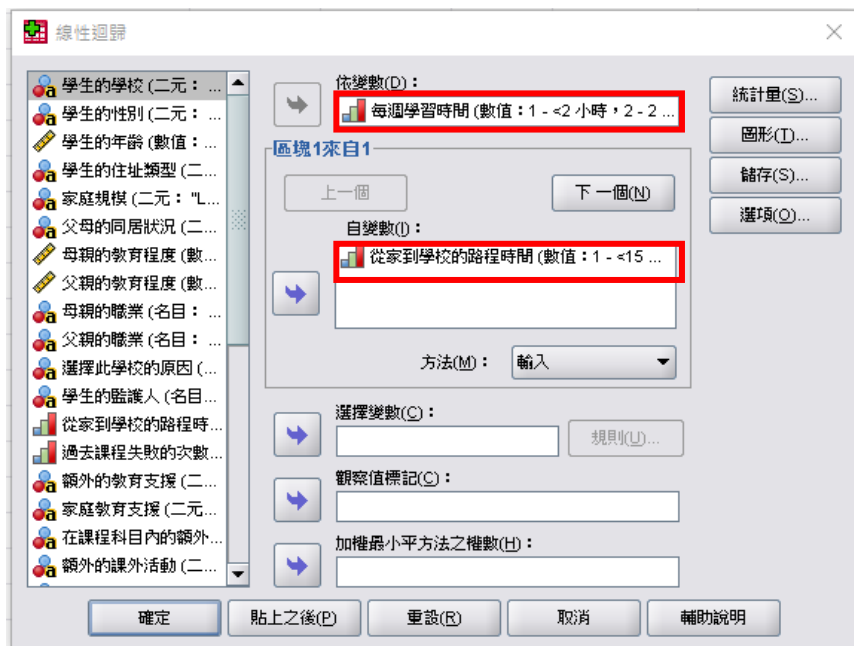 線性迴歸
學生的學校 (二元： ...
學生的性別 (二元： ...
學生的年齡 (數值： ...
學生的住址類型 (二...
家庭規模 (二元： "L...
父母的同居狀況 (二...
母親的教育程度 (數...
父親的教育程度 (數...
母親的職業 (名目： ...
父親的職業 (名目： ...
選擇此學校的原因 (...
學生的監護人 (名目...
從家到學校的路程時...
過去課程失敗的次數...
額外的教育支援 (二...
家庭教育支援 (二元...
在課程科目內的額外...
額外的課外活動 (二...
依變數(D)：
每週學習時間 (數值：1 - <2 小時，2 - 2 ...
區塊1來自1
上一個
下一個(N)
自變數(I)：
從家到學校的路程時間 (數值：1 - <15 ...
方法(M)：
輸入
選擇變數(C)：
規則(U)...
觀察值標記(C)：
加權最小平方法之權數(H)：
統計量(S)...
圖形(T)...
儲存(S)...
選項(O)...
確定
貼上之後(P)
重設(R)
取消
輔助說明